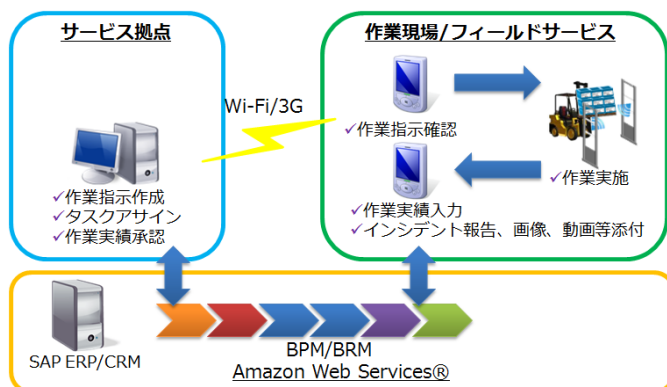 サービス拠点
作業現場/フィールドサービス
Wi-Fi/3G
✓作業指示確認
✓作業指示作成
✓タスクアサイン
✓作業実績承認
✓作業実施
✓作業実績入力
✓インシデント報告、画像、動画等添付
SAP ERP/CRM
BPM/BRM
Amazon Web Services®